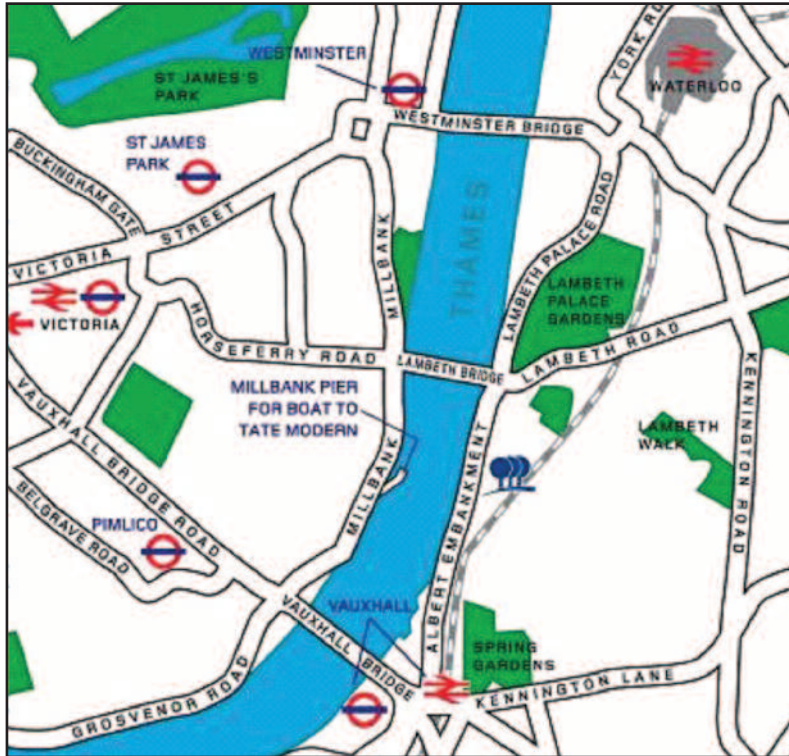 WESTMINSTER
YORK RO
ST JAMES'S
PARK
WATERLOO
WESTMINSTER BRIDGE
ST JAMES
PARK
BUCKINGHAM GATE
VICTORIA STREET
MILLBANK
THAMES
LAMBETH PALACE ROAD
LAMBETH
PALACE
GARDENS
VICTORIA
HORSEFERRY ROAD
LAMBETH BRIDGE
LAMBETH ROAD
MILLBANK PIER
FOR BOAT TO
TATE MODERN
VAUXHALL BRIDGE ROAD
KENNINGTON ROAD
LAMBETH
WALK
MILLBANK
ALBERT EMBANKMENT
BELGRAVE ROAD
PIMLICO
VAUXHALL
VAUXHALL BRIDGE
SPRING
GARDENS
GROSVENOR ROAD
KENNINGTON LANE